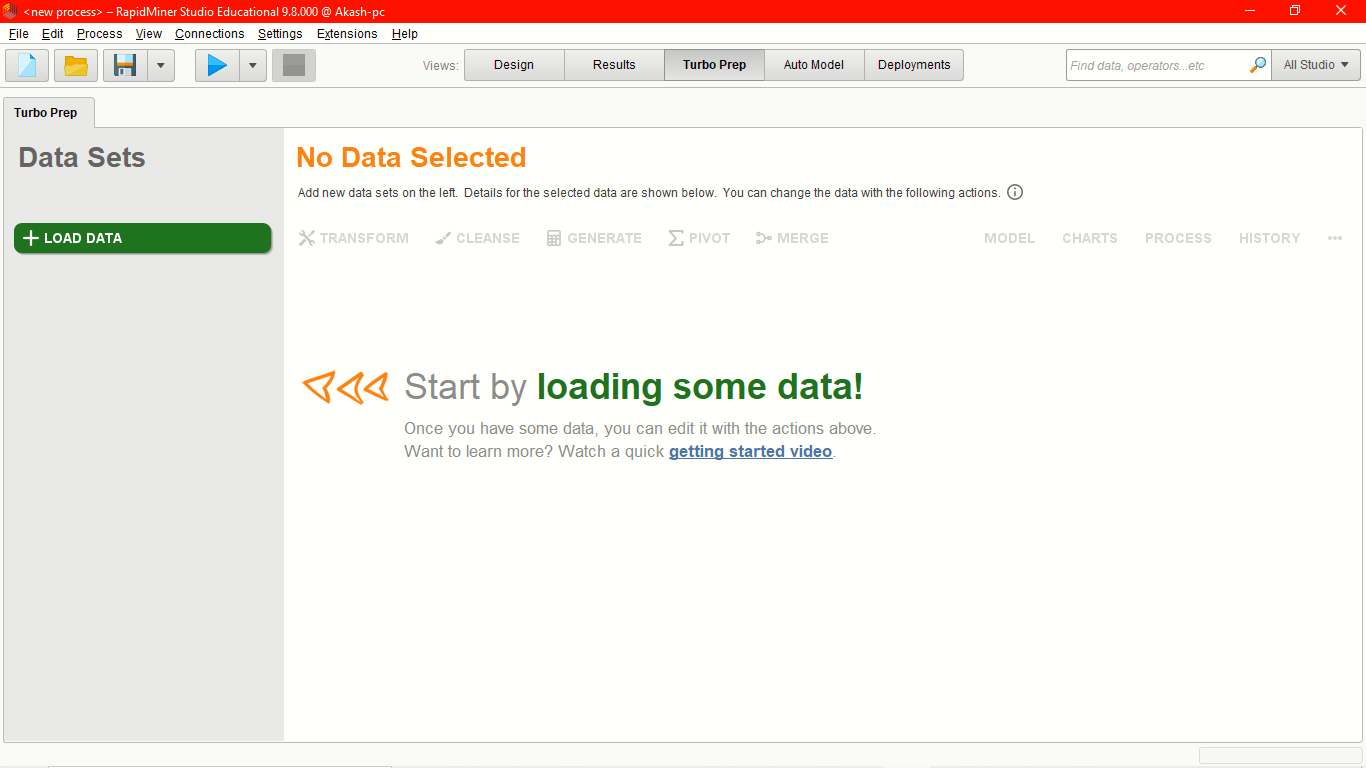 <new process> – RapidMiner Studio Educational 9.8.000 @ Akash-pc
File Edit Process View Connections Settings Extensions Help
Views: Design Results Turbo Prep Auto Model Deployments Find data, operators...etc All Studio
Turbo Prep
Data Sets
No Data Selected
Add new data sets on the left. Details for the selected data are shown below. You can change the data with the following actions.
LOAD DATA
TRANSFORM CLEANSE GENERATE PIVOT MERGE MODEL CHARTS PROCESS HISTORY
Start by loading some data!
Once you have some data, you can edit it with the actions above.
Want to learn more? Watch a quick getting started video.